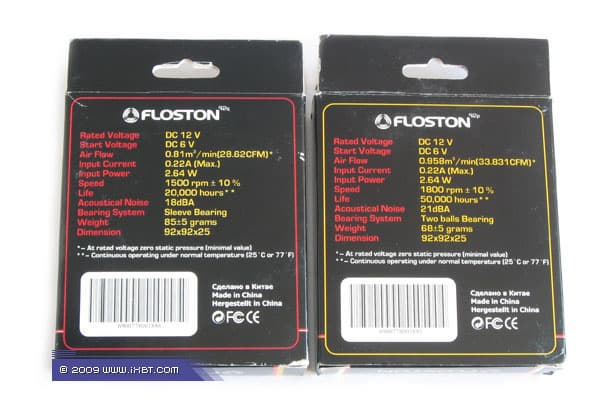 FLOSTON
Rated Voltage DC 12 V
Start Voltage DC 6 V
Air Flow 0.81m³/min(28.62CFM)*
Input Current 0.22A (Max.)
Input Power 2.64 W
Speed 1500 rpm ± 10 %
Life 20,000 hours**
Acoustical Noise 18dBA
Bearing System Sleeve Bearing
Weight 85±5 grams
Dimension 92x92x25
* – At rated voltage zero static pressure (minimal value)
** – Continuous operating under normal temperature (25°C or 77°F)
Сделано в Китае
Made in China
Hergestellt in China
FC CE
FLOSTON
Rated Voltage DC 12 V
Start Voltage DC 6 V
Air Flow 0.958m³/min(33.831CFM)*
Input Current 0.22A (Max.)
Input Power 2.64 W
Speed 1800 rpm ± 10 %
Life 50,000 hours**
Acoustical Noise 21dBA
Bearing System Two balls Bearing
Weight 68±5 grams
Dimension 92x92x25
* – At rated voltage zero static pressure (minimal value)
** – Continuous operating under normal temperature (25°C or 77°F)
Сделано в Китае
Made in China
Hergestellt in China
FC CE
© 2009 www.iXBT.com